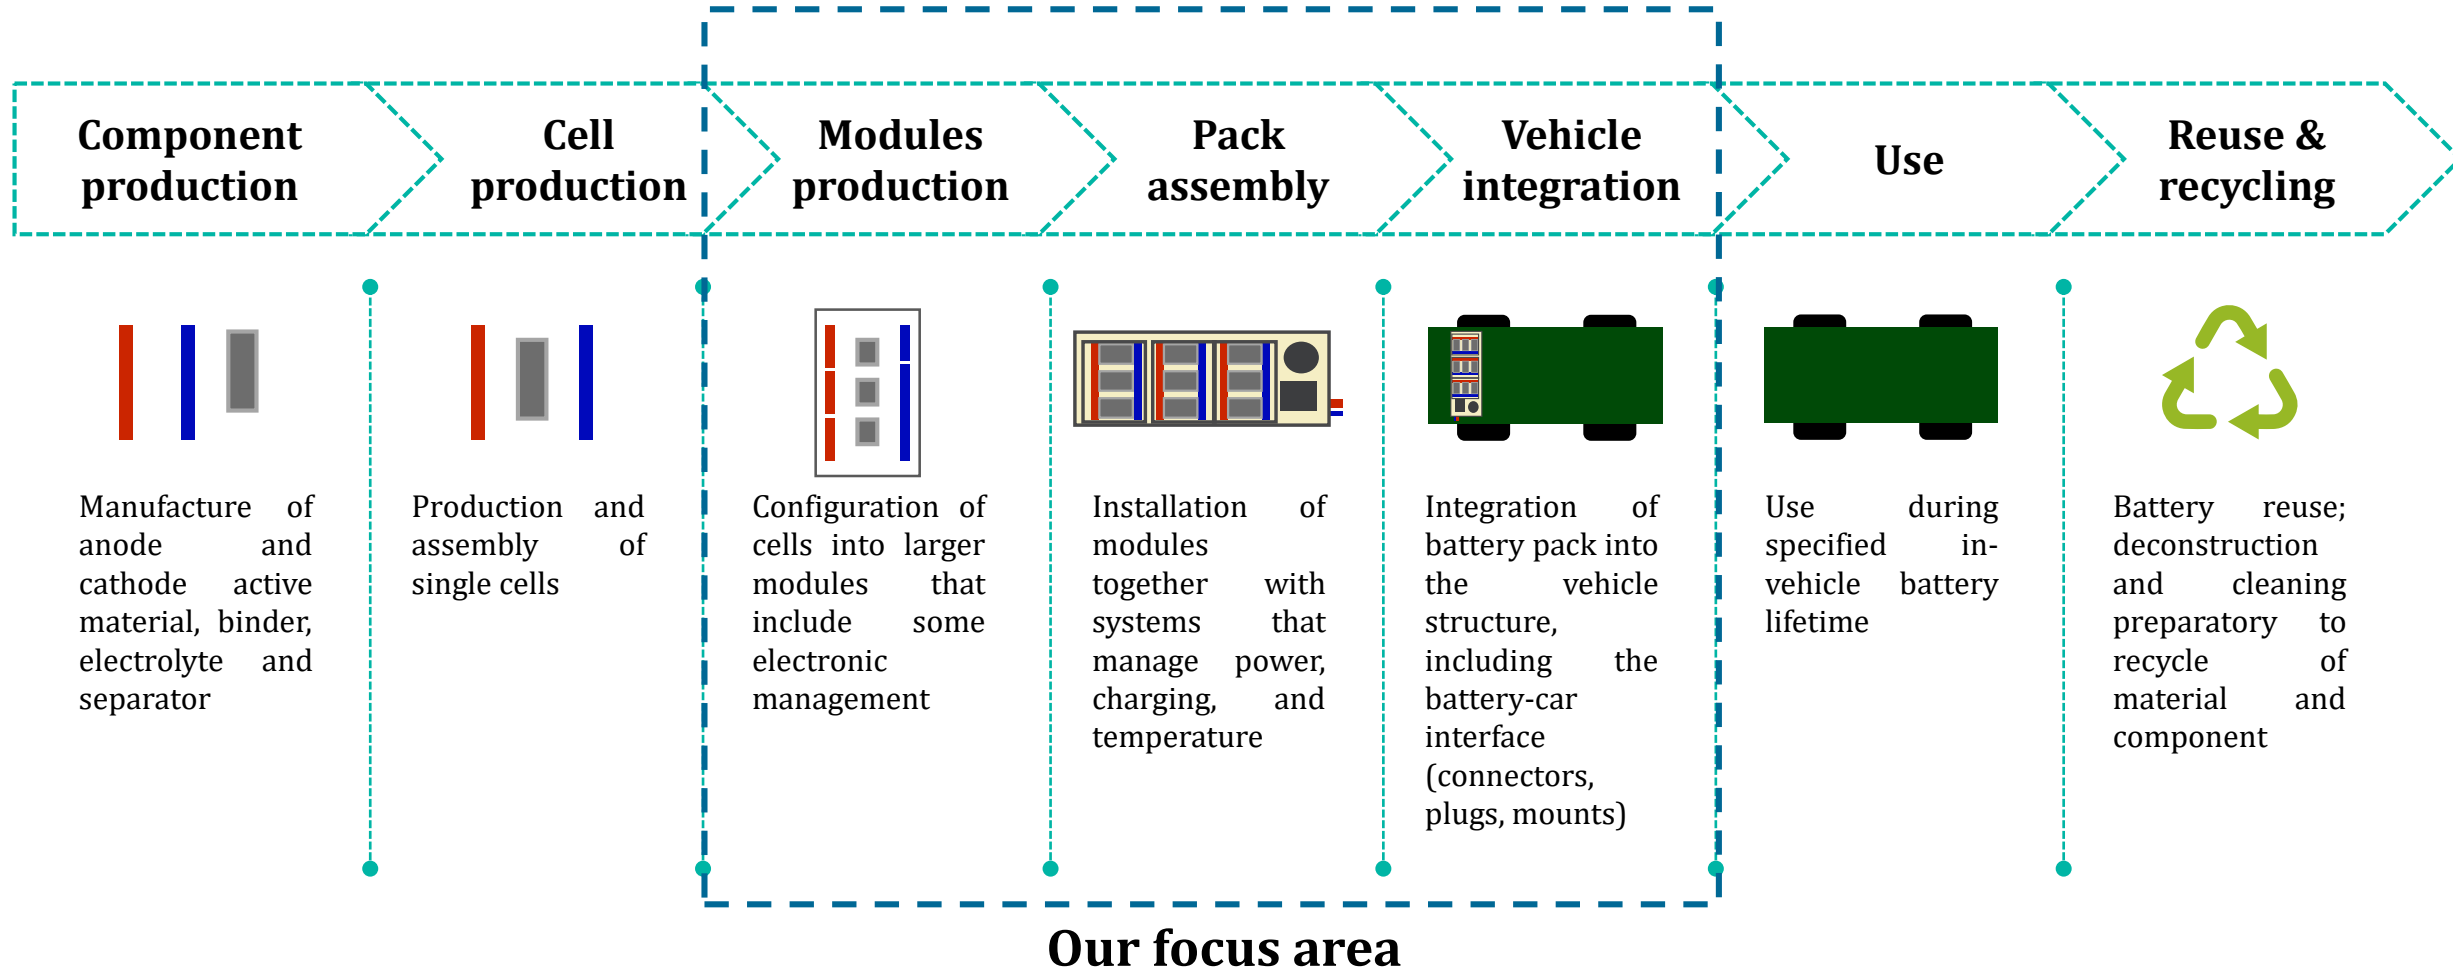 Component
production
Cell
production
Modules
production
Pack
assembly
Vehicle
integration
Use
Reuse &
recycling
Manufacture of
anode and
cathode active
material, binder,
electrolyte and
separator
Production and
assembly of
single cells
Configuration of
cells into larger
modules that
include some
electronic
management
Installation of
modules
together with
systems that
manage power,
charging, and
temperature
Integration of
battery pack into
the vehicle
structure,
including the
battery-car
interface
(connectors,
plugs, mounts)
Use during
specified in-
vehicle battery
lifetime
Battery reuse;
deconstruction
and cleaning
preparatory to
recycle of
material and
component
Our focus area